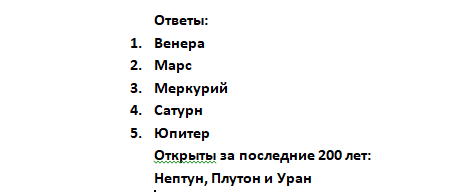 Ответы:
1. Венера
2. Марс
3. Меркурий
4. Сатурн
5. Юпитер
Открыты за последние 200 лет:
Нептун, Плутон и Уран